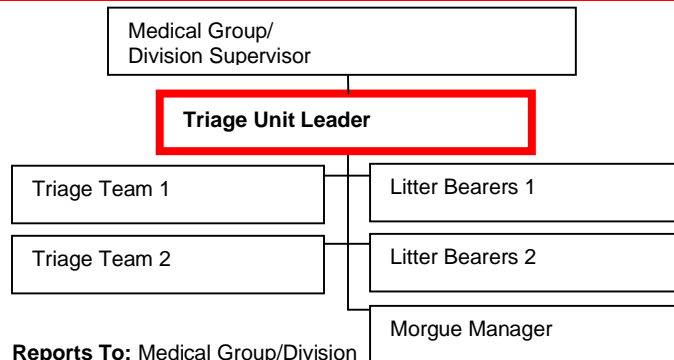 Medical Group/
Division Supervisor
Triage Unit Leader
Triage Team 1
Litter Bearers 1
Triage Team 2
Litter Bearers 2
Morgue Manager
Reports To: Medical Group/Division